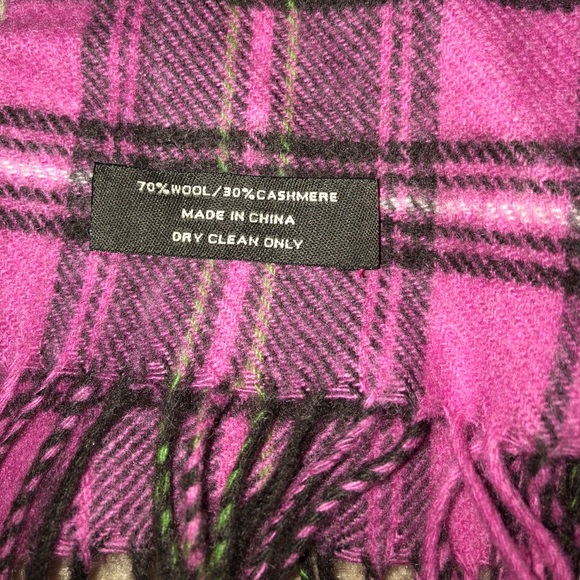 70%WOOL/30%CASHMERE
MADE IN CHINA
DRY CLEAN ONLY